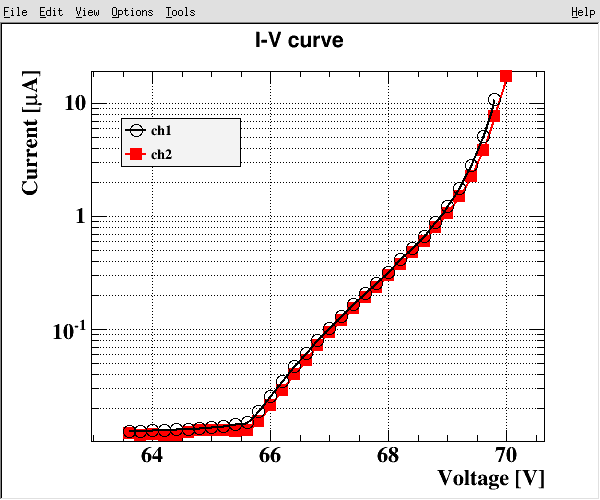 File Edit View Options Tools Help
I-V curve
Current [μA]
10
1
10-1
ch1
ch2
64 66 68 70
Voltage [V]